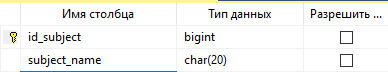 Имя столбца Тип данных Разрешить ...
id_subject bigint
subject_name char(20)